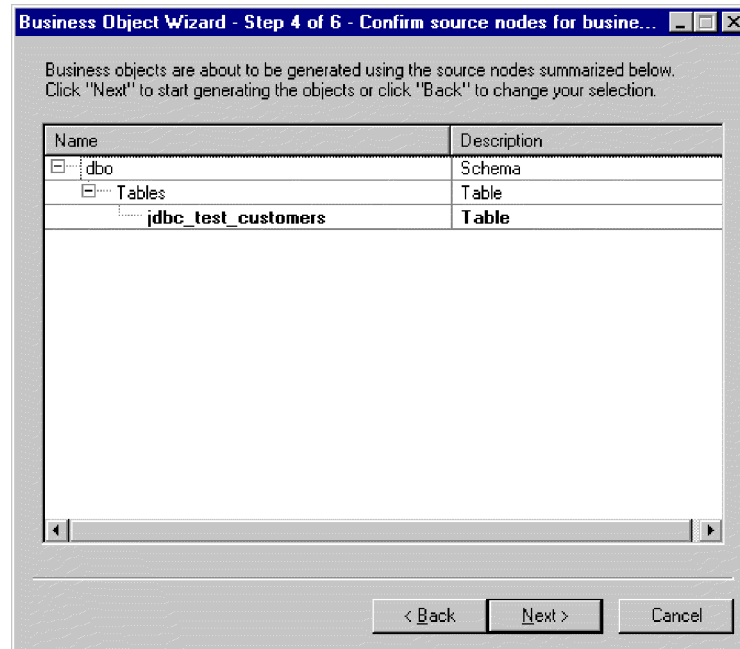 Business Object Wizard - Step 4 of 6 - Confirm source nodes for busine...
Business objects are about to be generated using the source nodes summarized below.
Click "Next" to start generating the objects or click "Back" to change your selection.
Name Description
dbo Schema
Tables Table
jdbc_test_customers Table
< Back Next > Cancel